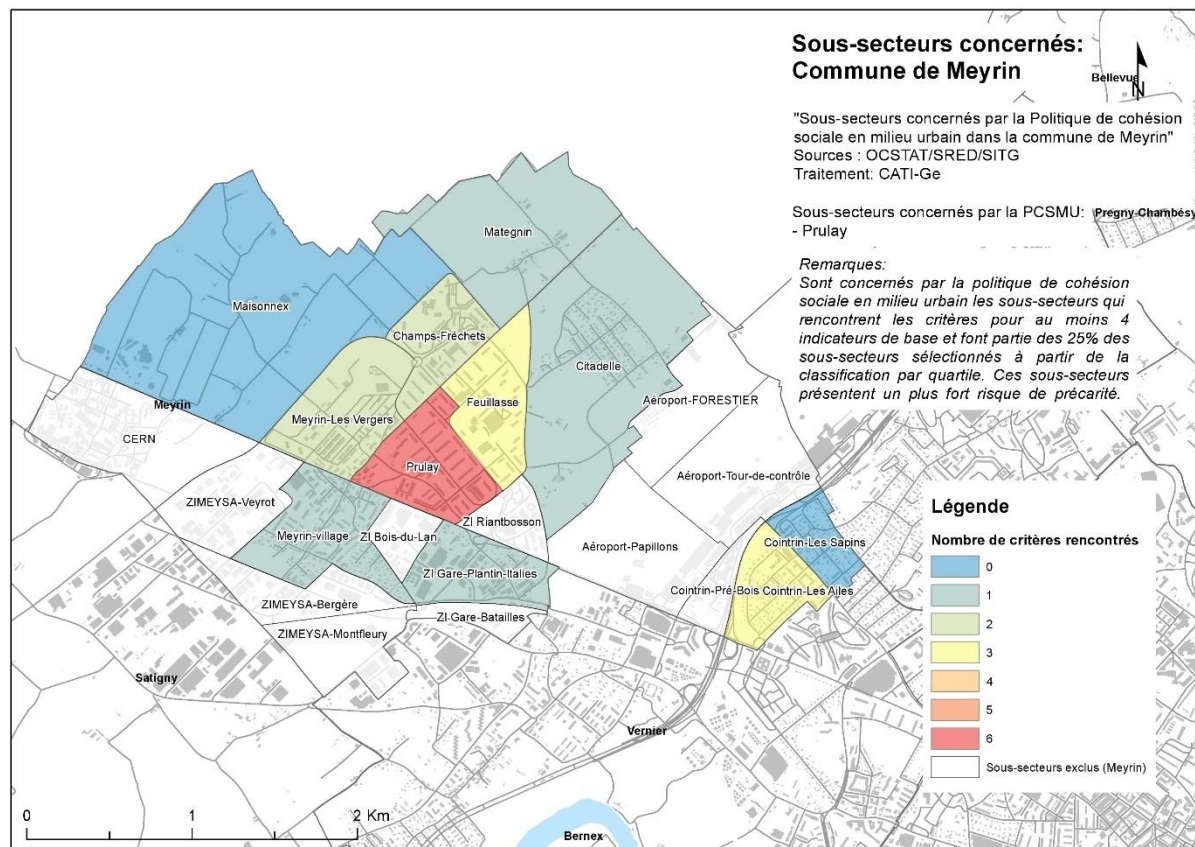 Sous-secteurs concernés:
Commune de Meyrin
Bellevue
N
"Sous-secteurs concernés par la Politique de cohésion
sociale en milieu urbain dans la commune de Meyrin"
Sources : OCSTAT/SRED/SITG
Traitement: CATI-Ge
Sous-secteurs concernés par la PCSMU:
- Prulay
Pregny-Chambésy
Remarques:
Sont concernés par la politique de cohésion
sociale en milieu urbain les sous-secteurs qui
rencontrent les critères pour au moins 4
indicateurs de base et font partie des 25% des
sous-secteurs sélectionnés à partir de la
classification par quartile. Ces sous-secteurs
présentent un plus fort risque de précarité.
Mategnin
Maisonnex
Champs-Fréchets
Citadelle
Aéroport-FORESTIER
Meyrin
Feuillasse
Meyrin-Les Vergers
CERN
Prulay
Aéroport-Tour-de-contrôle
ZIMEYSA-Veyrot
ZI Riantbosson
Meyrin-village
ZI Bois-du-Lan
Aéroport-Papillons
Cointrin-Les Sapins
ZI Gare-Plantin-Italies
Cointrin-Pré-Bois
Cointrin-Les Ailes
ZIMEYSA-Bergère
ZI Gare-Batailles
ZIMEYSA-Montfleury
Satigny
Vernier
Bernex
Légende
Nombre de critères rencontrés
0
1
2
3
4
5
6
Sous-secteurs exclus (Meyrin)
0
1
2 Km